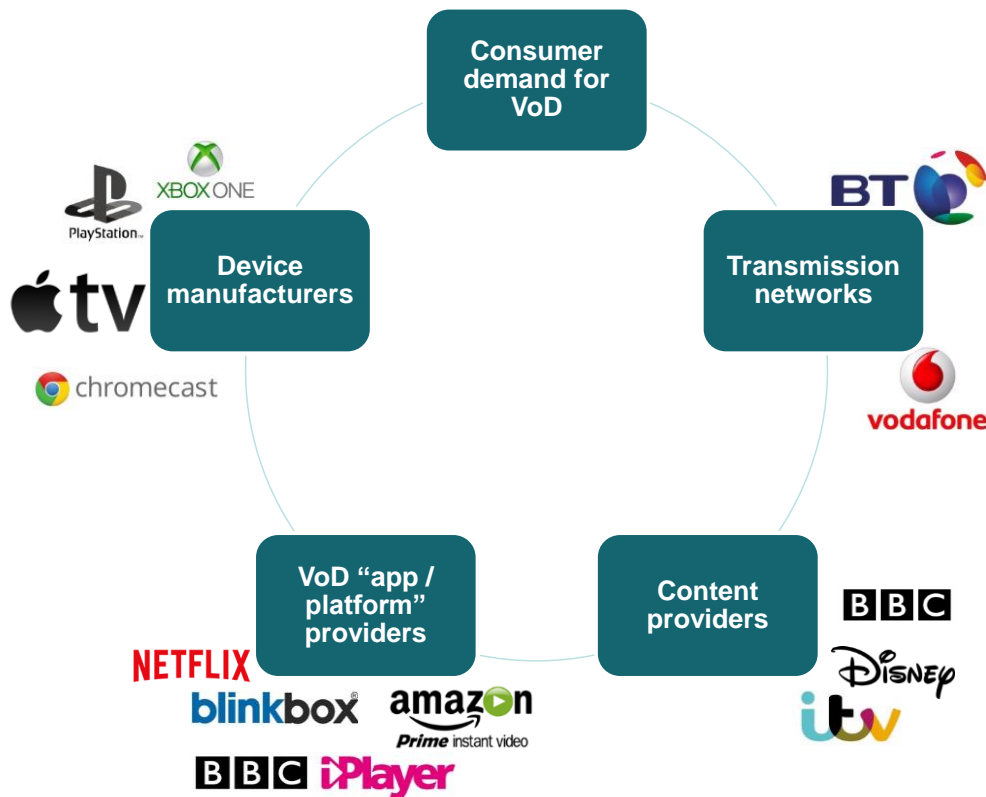 Consumer
demand for
VoD
XBOX ONE
PlayStation
BT
Device
manufacturers
Transmission
networks
tv
chromecast
vodafone
VoD “app /
platform”
providers
Content
providers
BBC
NETFLIX
Disney
blinkbox®
amazon
Prime instant video
itv
BBC iPlayer